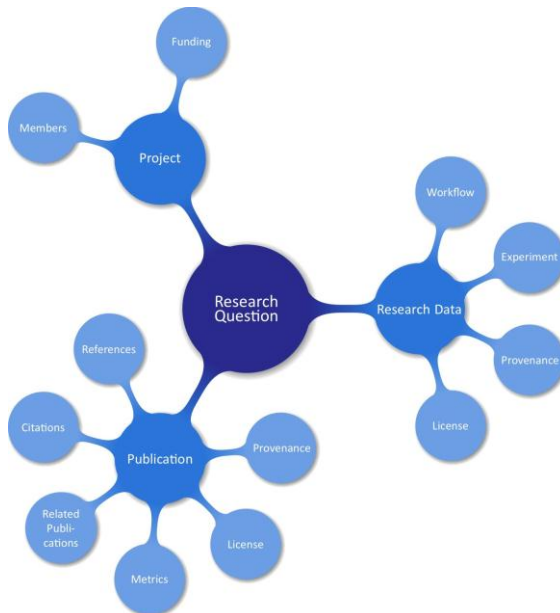 Funding
Members
Project
Workflow
Experiment
Research
Question
Research Data
References
Provenance
Citations
Publication
Provenance
License
Related
Publi-
cations
License
Metrics